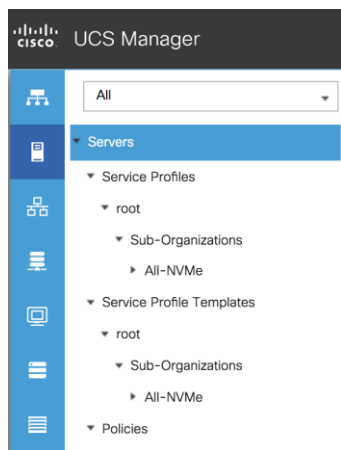 CISCO UCS Manager
All
Servers
Service Profiles
root
Sub-Organizations
All-NVMe
Service Profile Templates
root
Sub-Organizations
All-NVMe
Policies